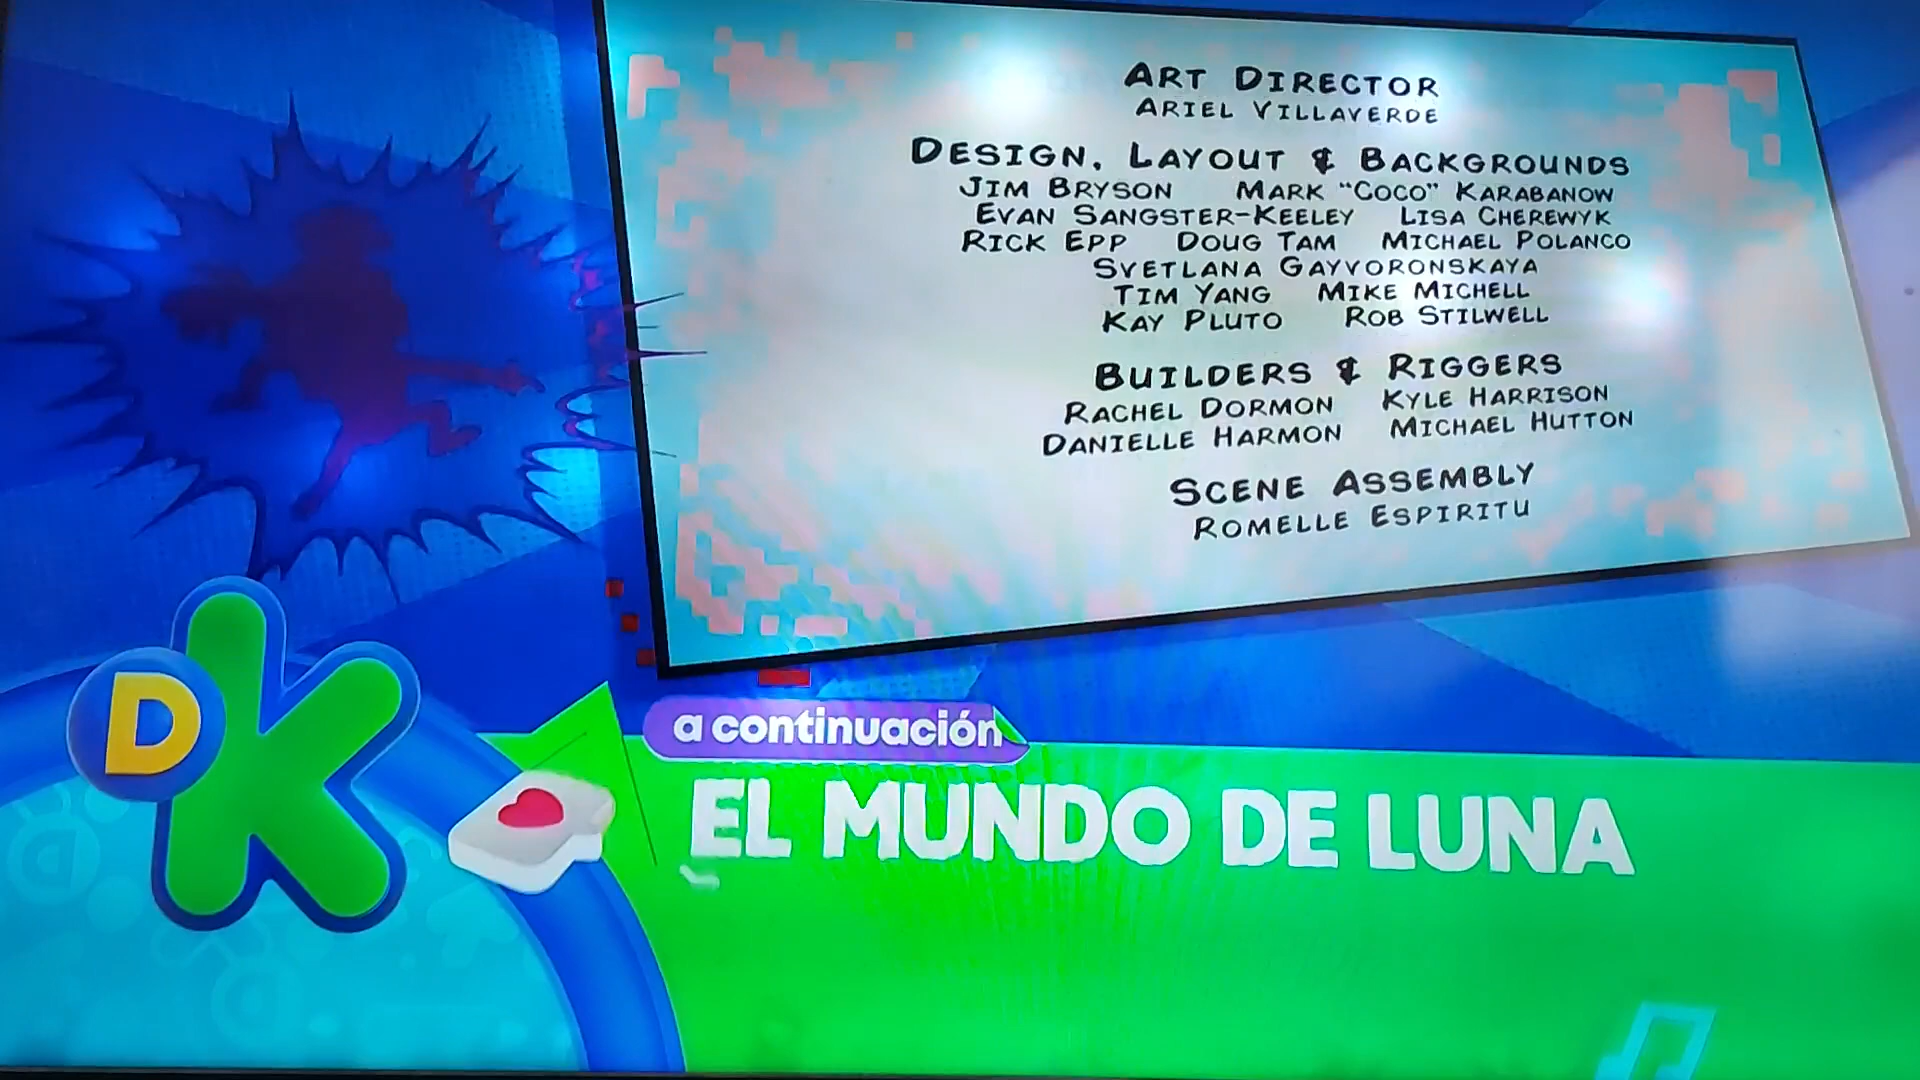 ART DIRECTOR
ARIEL VILLAVERDE
DESIGN, LAYOUT & BACKGROUNDS
JIM BRYSON MARK "COCO" KARABANOW
EVAN SANGSTER-KEELEY LISA CHEREWYK
RICK EPP DOUG TAM MICHAEL POLANCO
SVETLANA GAYVORONSKAYA
TIM YANG MIKE MICHELL
KAY PLUTO ROB STILWELL
BUILDERS & RIGGERS
RACHEL DORMON KYLE HARRISON
DANIELLE HARMON MICHAEL HUTTON
SCENE ASSEMBLY
ROMELLE ESPIRITU
DK
a continuación
EL MUNDO DE LUNA